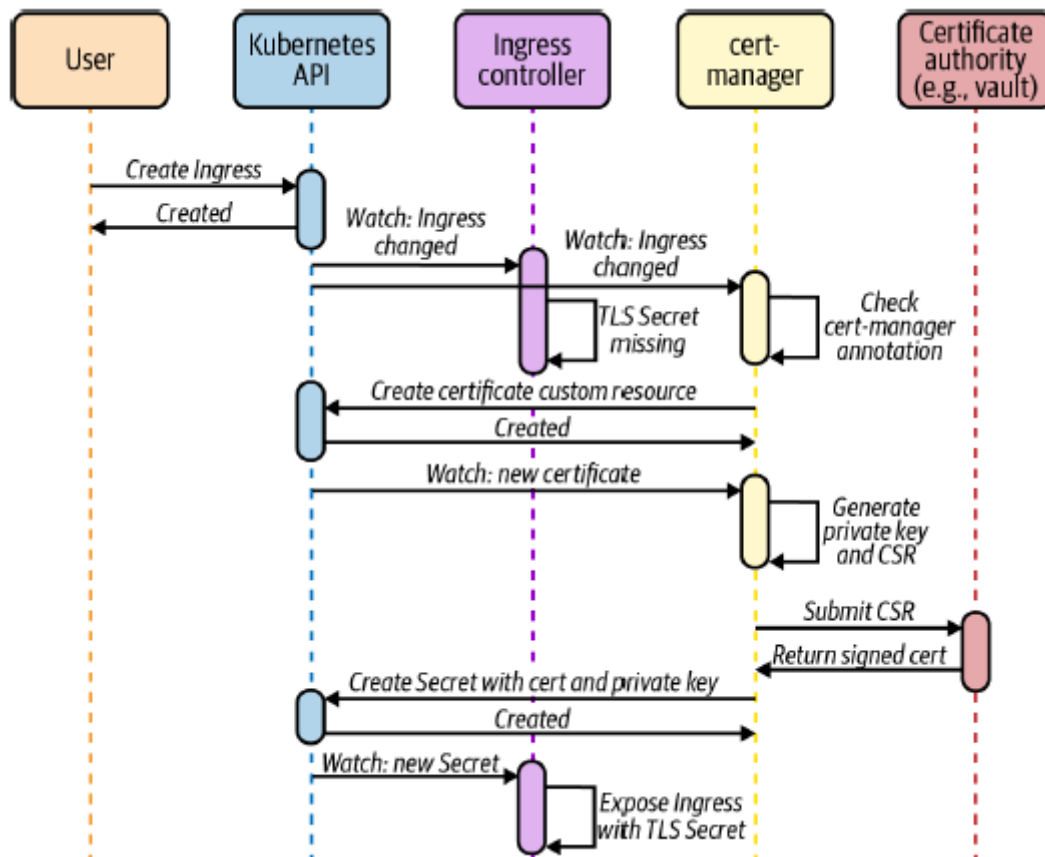 User
Kubernetes
API
Ingress
controller
cert-
manager
Certificate
authority
(e.g., vault)
Create Ingress
Created
Watch: Ingress
changed
Watch: Ingress
changed
TLS Secret
missing
Check
cert-manager
annotation
Create certificate custom resource
Created
Watch: new certificate
Generate
private key
and CSR
Submit CSR
Return signed cert
Create Secret with cert and private key
Created
Watch: new Secret
Expose Ingress
with TLS Secret